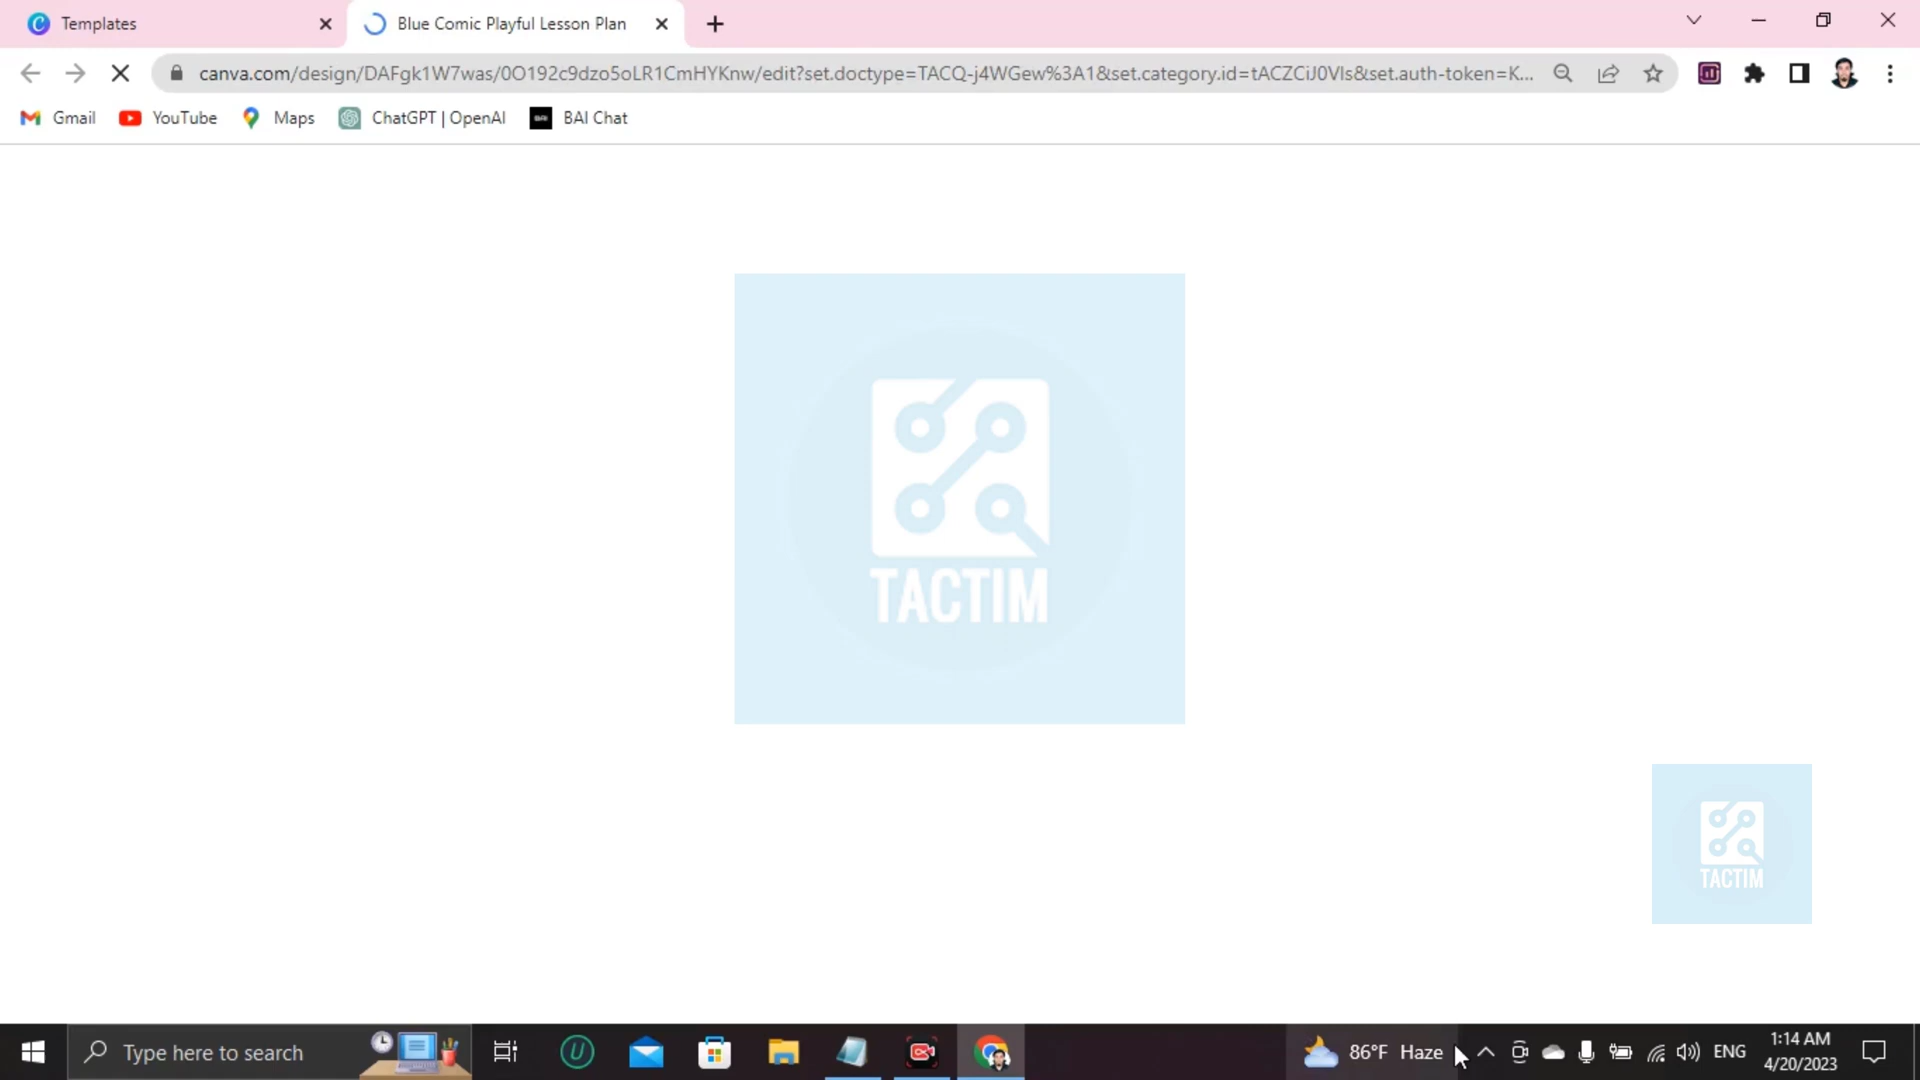 Templates
Blue Comic Playful Lesson Plan
canva.com/design/DAFgk1W7was/0O192c9dzo5oLR1CmHYKnw/edit?set.doctype=TACQ-j4WGew%3A1&set.category.id=tACZCiJ0VIs&set.auth-token=K...
Gmail
YouTube
Maps
ChatGPT | OpenAI
BAI Chat
TACTIM
TACTIM
Type here to search
86°F Haze
ENG
1:14 AM
4/20/2023